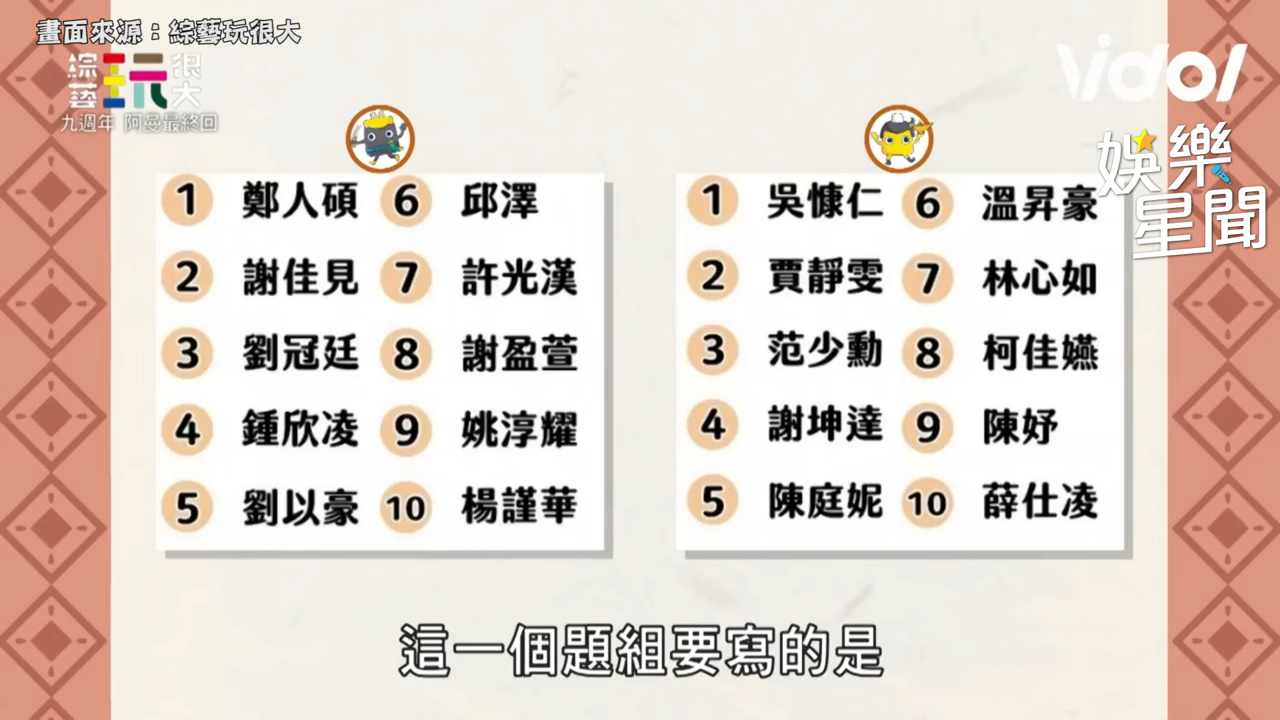 畫面來源：綜藝玩很大
綜藝玩很大
九週年 阿曼最終回
Vidol
娛樂星聞
1 鄭人碩 6 邱澤
2 謝佳見 7 許光漢
3 劉冠廷 8 謝盈萱
4 鍾欣凌 9 姚淳耀
5 劉以豪 10 楊謹華
1 吳慷仁 6 溫昇豪
2 賈靜雯 7 林心如
3 范少勳 8 柯佳嬿
4 謝坤達 9 陳妤
5 陳庭妮 10 薛仕凌
這一個題組要寫的是